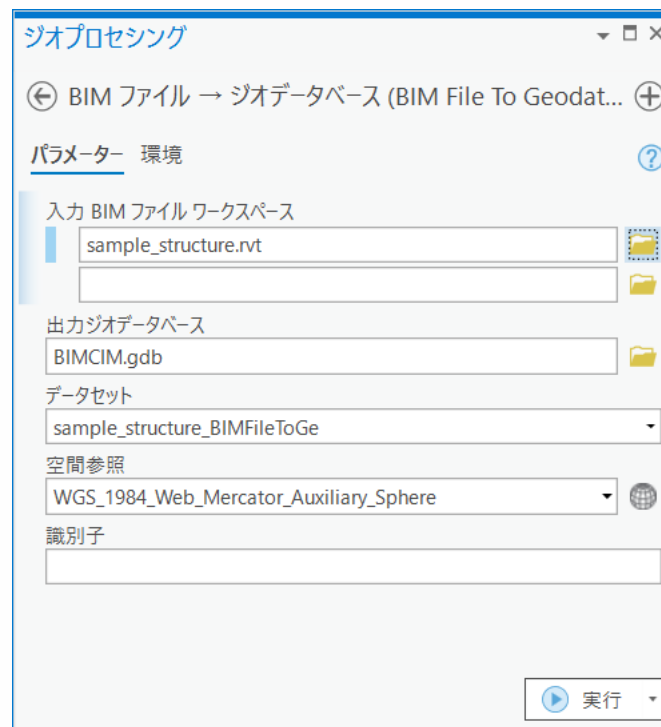 ジオプロセシング
BIM ファイル → ジオデータベース (BIM File To Geodat...
パラメーター 環境
入力 BIM ファイル ワークスペース
sample_structure.rvt
出力ジオデータベース
BIMCIM.gdb
データセット
sample_structure_BIMFileToGe
空間参照
WGS_1984_Web_Mercator_Auxiliary_Sphere
識別子
実行